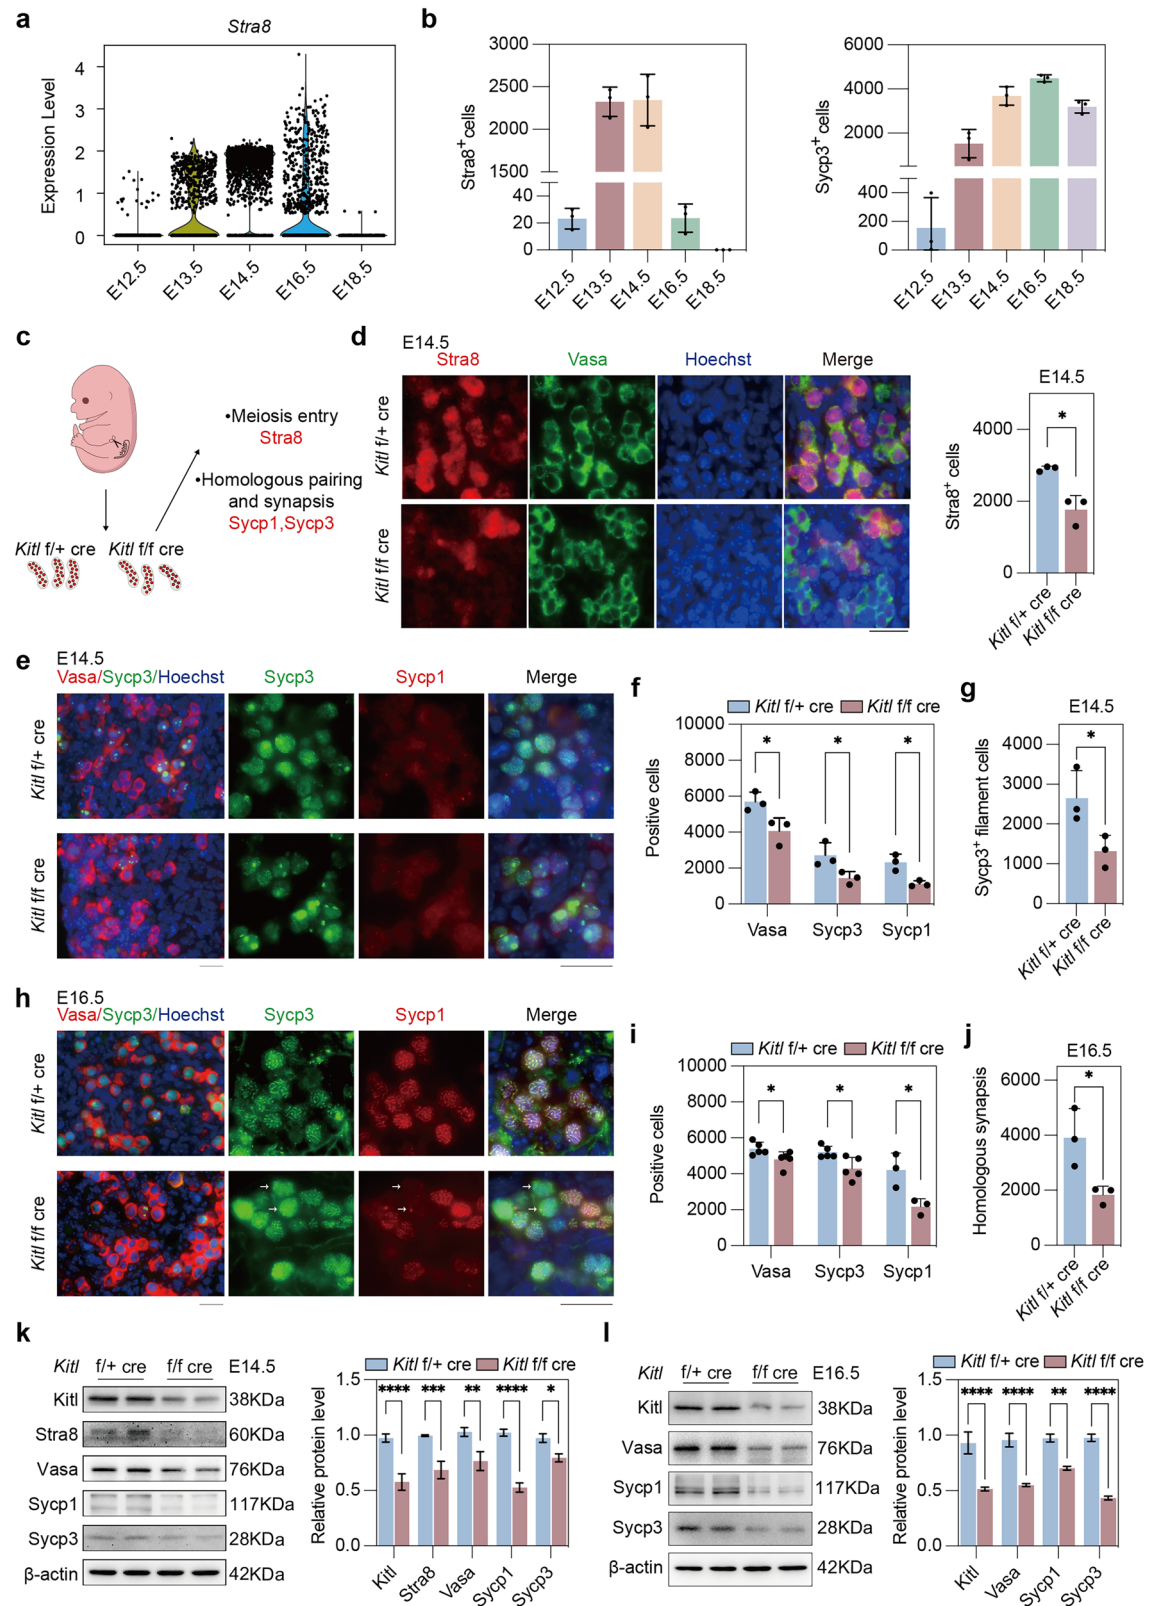 a
Stra8
Expression Level
4
3
2
1
0
E12.5
E13.5
E14.5
E16.5
E18.5
b
Stra8+ cells
3000
2500
2000
1500
40
20
0
E12.5
E13.5
E14.5
E16.5
E18.5
Sycp3+ cells
6000
4000
2000
400
200
0
E12.5
E13.5
E14.5
E16.5
E18.5
c
•Meiosis entry
Stra8
•Homologous pairing
and synapsis
Sycp1,Sycp3
Kitl f/+ cre Kitl f/f cre
d
E14.5
Stra8 Vasa Hoechst Merge
Kitl f/+ cre
Kitl f/f cre
E14.5
*
Stra8+ cells
4000
2000
0
Kitl f/+ cre
Kitl f/f cre
e
E14.5
Vasa/Sycp3/Hoechst Sycp3 Sycp1 Merge
Kitl f/+ cre
Kitl f/f cre
f
Kitl f/+ cre Kitl f/f cre
Positive cells
10000
8000
6000
4000
2000
0
* * *
Vasa Sycp3 Sycp1
g
E14.5
*
Sycp3+ filament cells
4000
3000
2000
1000
0
Kitl f/+ cre
Kitl f/f cre
h
E16.5
Vasa/Sycp3/Hoechst Sycp3 Sycp1 Merge
Kitl f/+ cre
Kitl f/f cre
i
Kitl f/+ cre Kitl f/f cre
Positive cells
10000
8000
6000
4000
2000
0
* * *
Vasa Sycp3 Sycp1
j
E16.5
*
Homologous synapsis
6000
4000
2000
0
Kitl f/+ cre
Kitl f/f cre
k
Kitl f/+ cre f/f cre E14.5
Kitl 38KDa
Stra8 60KDa
Vasa 76KDa
Sycp1 117KDa
Sycp3 28KDa
β-actin 42KDa
Kitl f/+ cre Kitl f/f cre
Relative protein level
1.5
1.0
0.5
0.0
**** *** ** **** *
Kitl
Stra8
Vasa
Sycp1
Sycp3
l
Kitl f/+ cre f/f cre E16.5
Kitl 38KDa
Vasa 76KDa
Sycp1 117KDa
Sycp3 28KDa
β-actin 42KDa
Kitl f/+ cre Kitl f/f cre
Relative protein level
1.5
1.0
0.5
0.0
**** **** ** ****
Kitl
Vasa
Sycp1
Sycp3